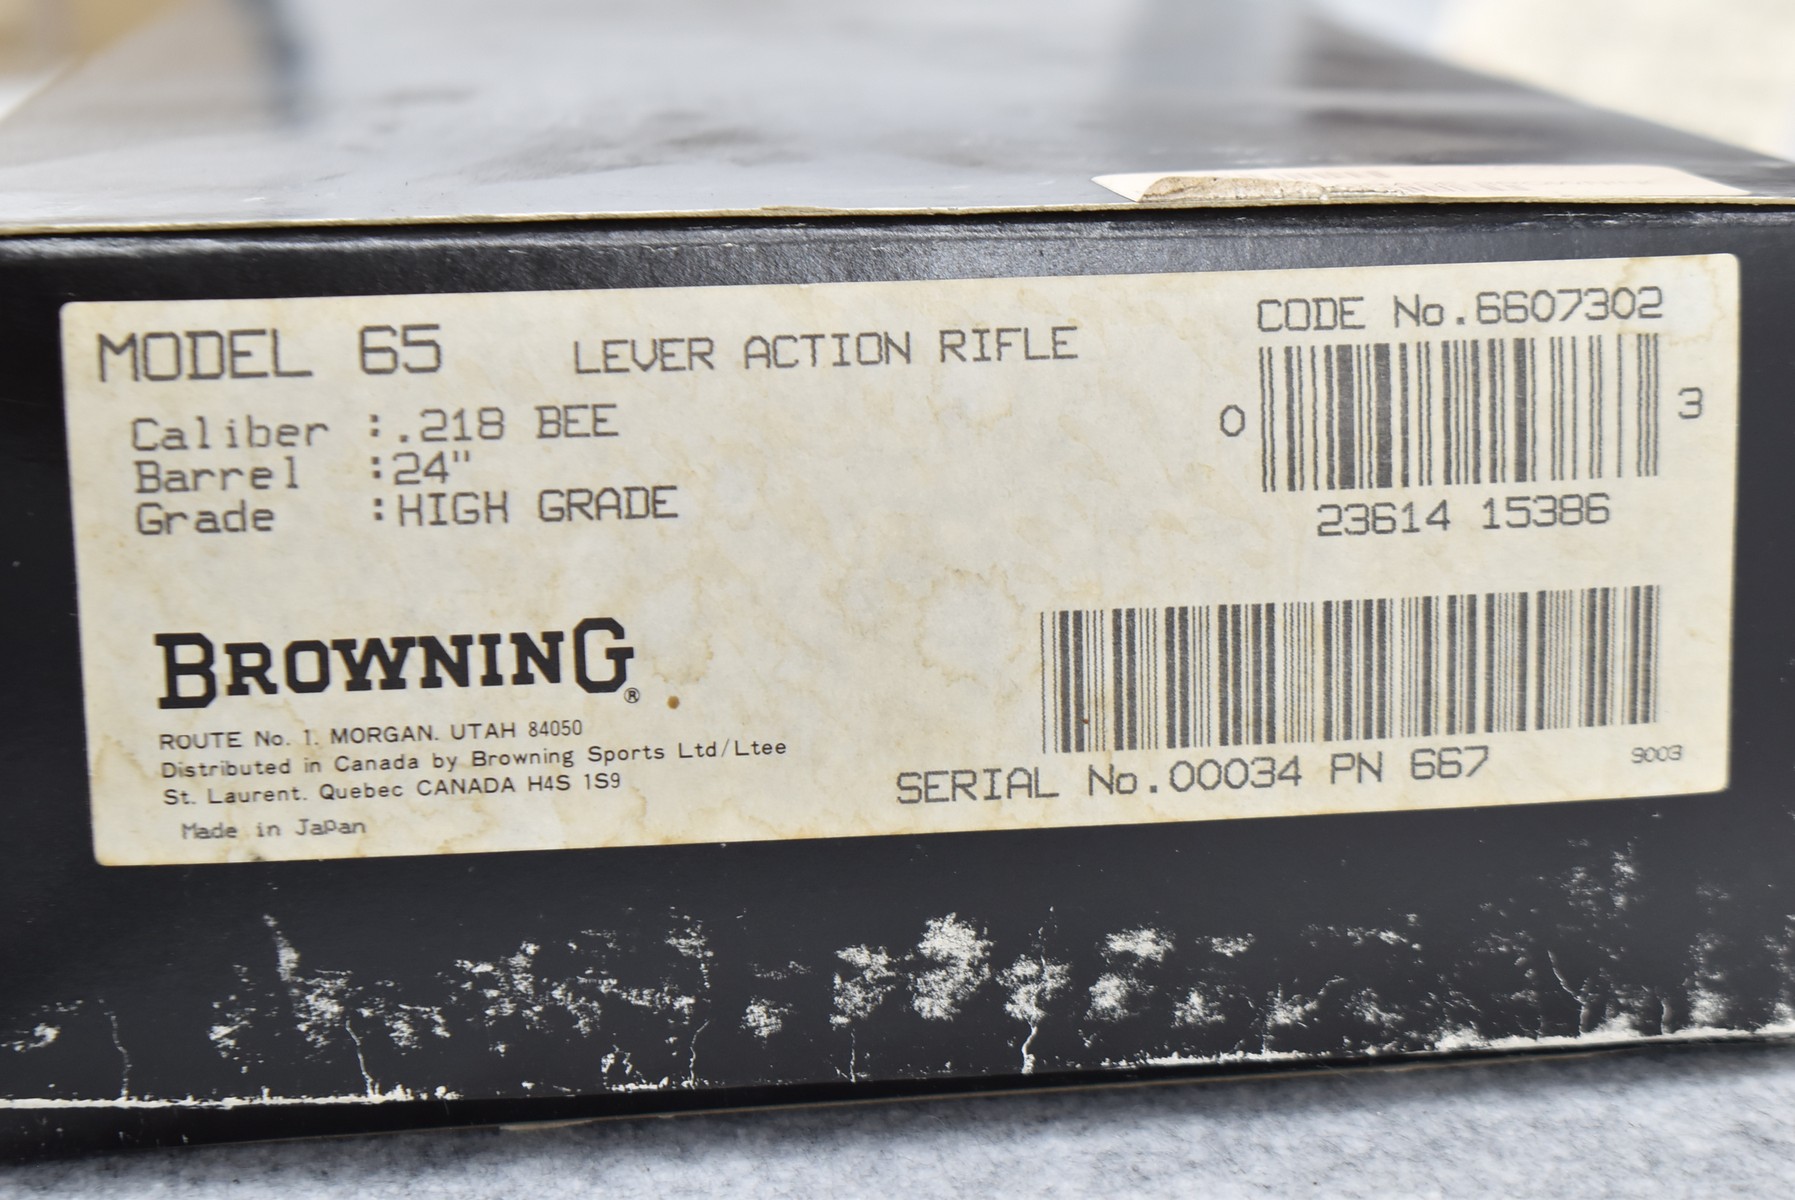 MODEL 65 LEVER ACTION RIFLE
CODE No.6607302
Caliber :.218 BEE
Barrel :24"
Grade :HIGH GRADE
0 23614 15386 3
BROWNING®
ROUTE No. 1. MORGAN. UTAH 84050
Distributed in Canada by Browning Sports Ltd/Ltee
St. Laurent. Quebec CANADA H4S 1S9
Made in Japan
SERIAL No.00034 PN 667
9003